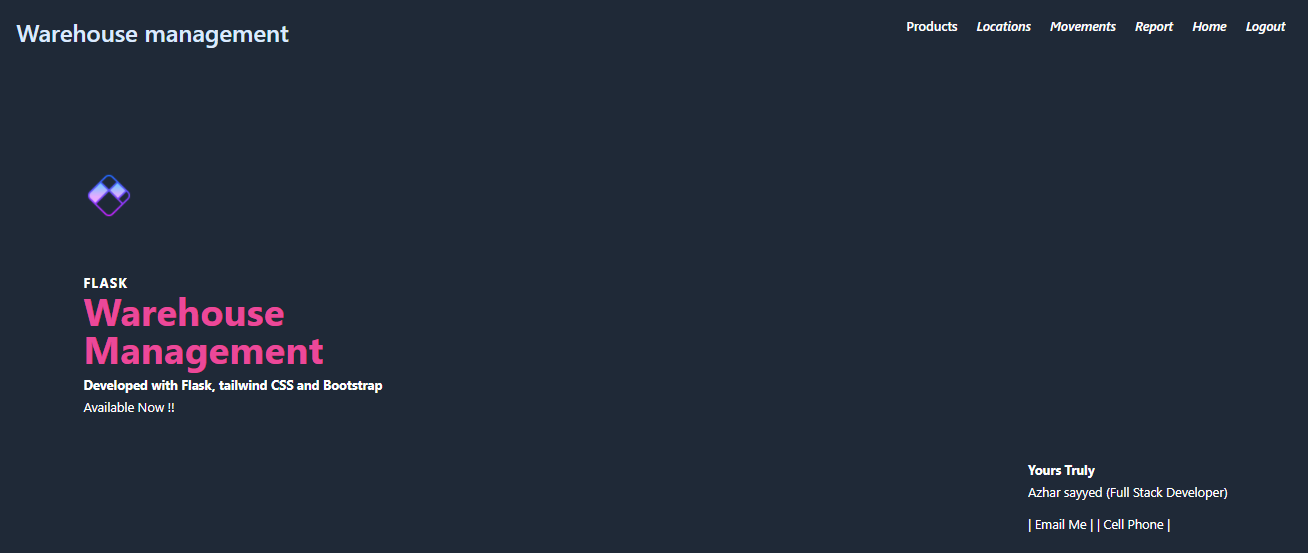 Warehouse management
Products Locations Movements Report Home Logout
FLASK
Warehouse
Management
Developed with Flask, tailwind CSS and Bootstrap
Available Now !!
Yours Truly
Azhar sayyed (Full Stack Developer)
| Email Me | | Cell Phone |